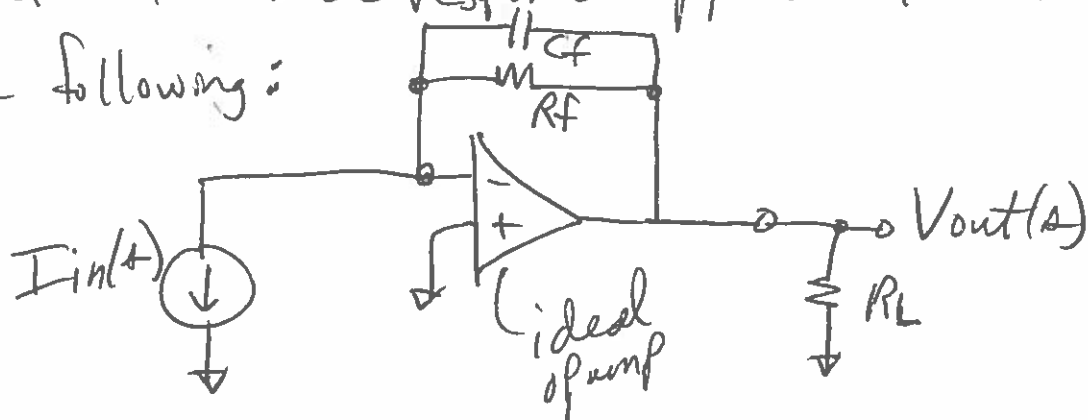 following:
Cf
Rf
-
+
Iin(s)
Vout(s)
RL
ideal
opamp